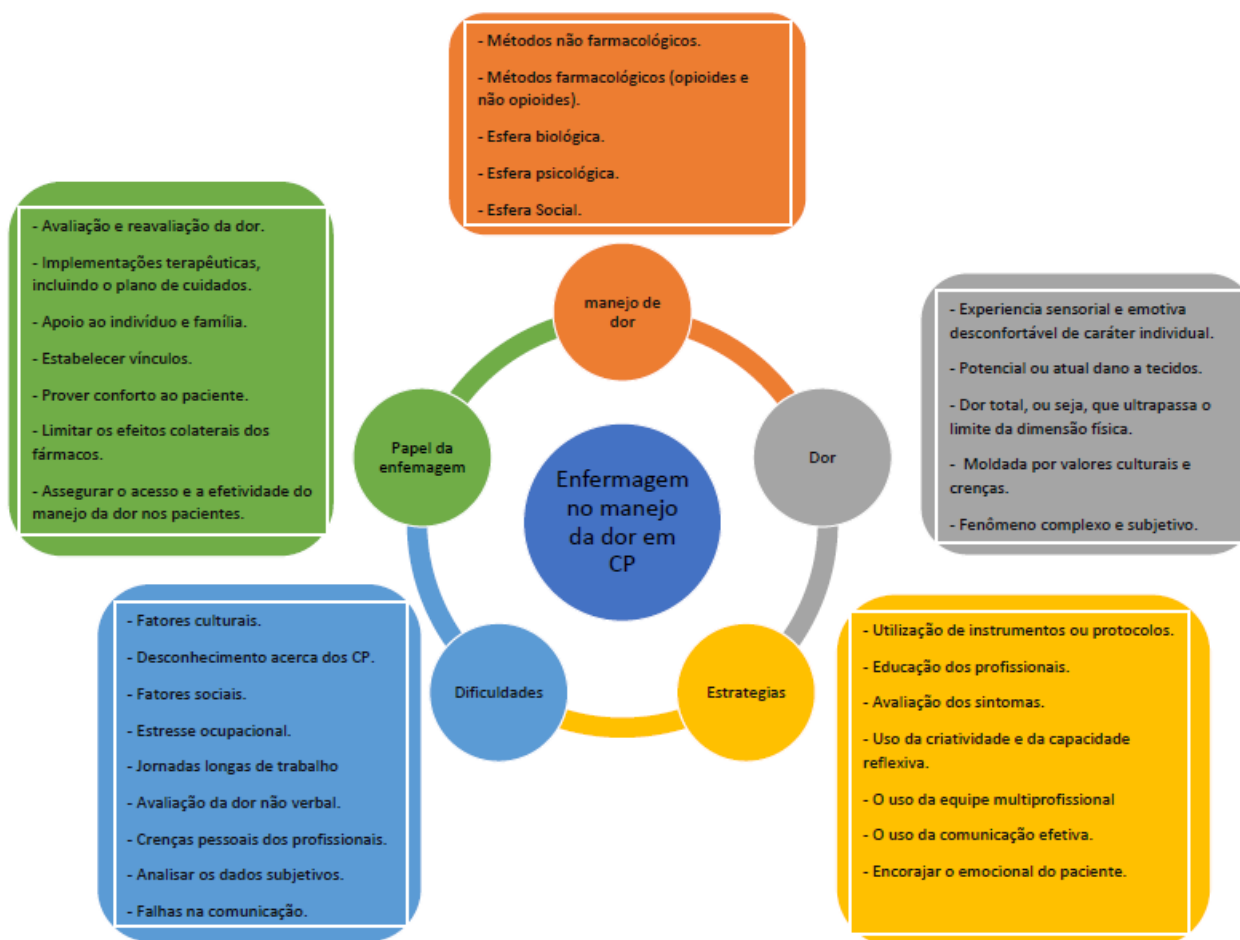 - Métodos não farmacológicos.
- Métodos farmacológicos (opioides e
não opioides).
- Esfera biológica.
- Esfera psicológica.
- Esfera Social.
- Avaliação e reavaliação da dor.
- Implementações terapêuticas,
incluindo o plano de cuidados.
- Apoio ao indivíduo e família.
- Estabelecer vínculos.
- Prover conforto ao paciente.
- Limitar os efeitos colaterais dos
fármacos.
- Assegurar o acesso e a efetividade do
manejo da dor nos pacientes.
manejo de
dor
- Experiencia sensorial e emotiva
desconfortável de caráter individual.
- Potencial ou atual dano a tecidos.
- Dor total, ou seja, que ultrapassa o
limite da dimensão física.
- Moldada por valores culturais e
crenças.
- Fenômeno complexo e subjetivo.
Papel da
enfemagem
Dor
Enfermagem
no manejo
da dor em
CP
- Fatores culturais.
- Desconhecimento acerca dos CP.
- Fatores sociais.
- Estresse ocupacional.
- Jornadas longas de trabalho
- Avaliação da dor não verbal.
- Crenças pessoais dos profissionais.
- Analisar os dados subjetivos.
- Falhas na comunicação.
Dificuldades
Estrategias
- Utilização de instrumentos ou protocolos.
- Educação dos profissionais.
- Avaliação dos sintomas.
- Uso da criatividade e da capacidade
reflexiva.
- O uso da equipe multiprofissional
- O uso da comunicação efetiva.
- Encorajar o emocional do paciente.